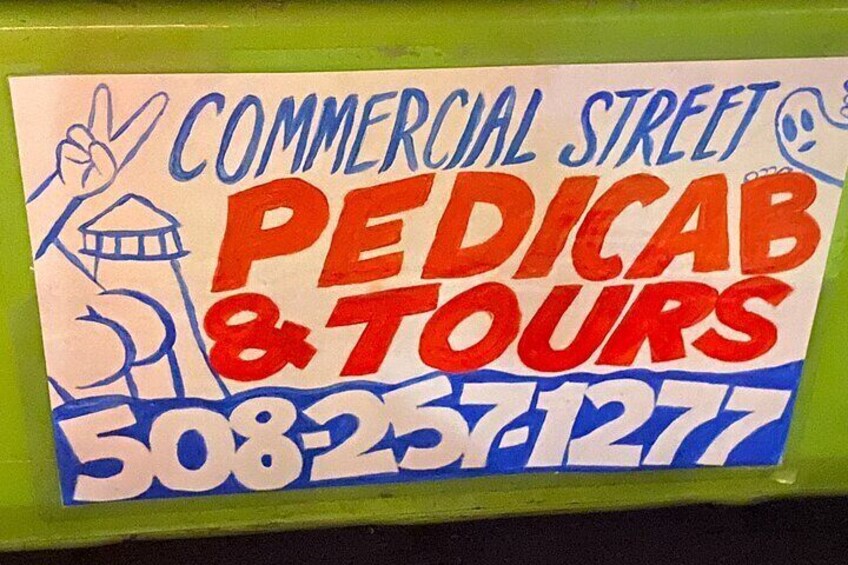 COMMERCIAL STREET
PEDICAB
& TOURS
508-257-1277